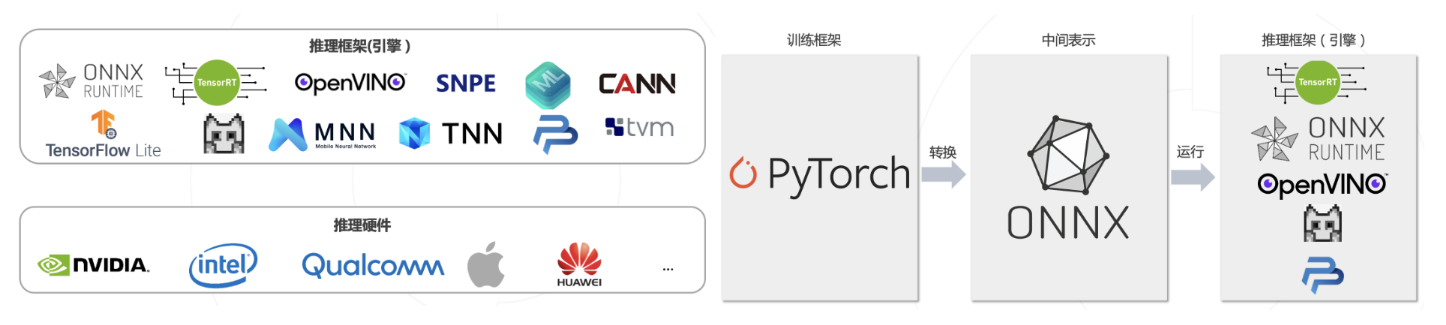 推理框架(引擎）
ONNX
RUNTIME
TensorRT
OpenVINO
SNPE
ML
CANN
TensorFlow Lite
MNN
Mobile Neural Network
TNN
tvm
推理硬件
NVIDIA.
intel
Qualcomm
HUAWEI
...
训练框架
PyTorch
转换
中间表示
ONNX
运行
推理框架（引擎）
TensorRT
ONNX
RUNTIME
OpenVINO